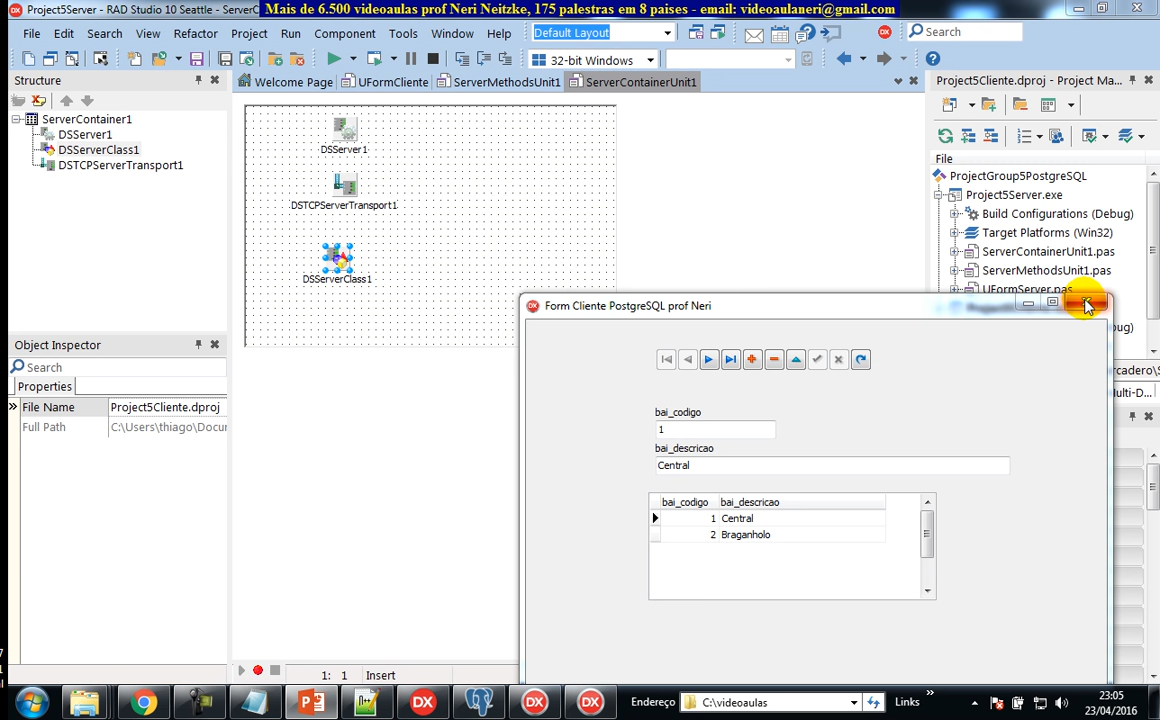 Project5Server - RAD Studio 10 Seattle - ServerC
Mais de 6.500 videoaulas prof Neri Neitzke, 175 palestras em 8 paises - email: videoaulaneri@gmail.com
File Edit Search View Refactor Project Run Component Tools Window Help
Default Layout
Search
32-bit Windows
Structure
Welcome Page UFormCliente ServerMethodsUnit1 ServerContainerUnit1
Project5Cliente.dproj - Project Ma...
ServerContainer1
DSServer1
DSServerClass1
DSTCPServerTransport1
DSServer1
DSTCPServerTransport1
DSServerClass1
File
ProjectGroup5PostgreSQL
Project5Server.exe
Build Configurations (Debug)
Target Platforms (Win32)
ServerContainerUnit1.pas
ServerMethodsUnit1.pas
UFormServer.pas
Form Cliente PostgreSQL prof Neri
bai_codigo
1
bai_descricao
Central
bai_codigo bai_descricao
1 Central
2 Braganholo
Object Inspector
Search
Properties
File Name Project5Cliente.dproj
Full Path C:\Users\thiago\Docu
1: 1 Insert
Endereço C:\videoaulas
Links
23:05
23/04/2016